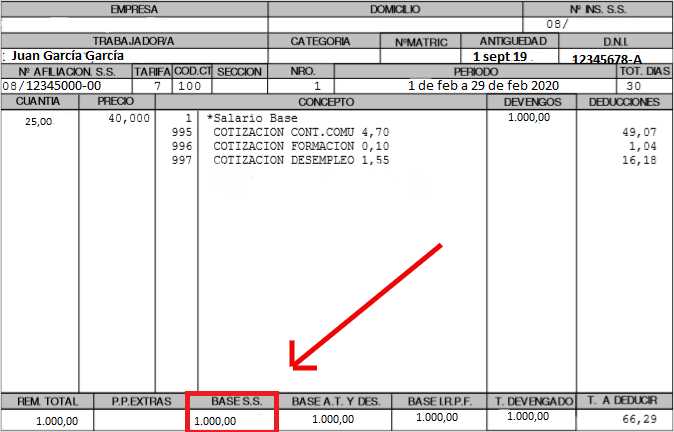 EMPRESA DOMICILIO Nº INS. S.S.
08/
TRABAJADOR/A CATEGORIA NºMATRIC ANTIGUEDAD D.N.I.
: Juan García García 1 sept 19 12345678-A
Nº AFILIACION. S.S. TARIFA COD.CT SECCION NRO. PERIODO TOT. DIAS
08/12345000-00 7 100 1 1 de feb a 29 de feb 2020 30
CUANTIA PRECIO CONCEPTO DEVENGOS DEDUCCIONES
25,00 40,000 1 *Salario Base 1.000,00
995 COTIZACION CONT.COMU 4,70 49,07
996 COTIZACION FORMACION 0,10 1,04
997 COTIZACION DESEMPLEO 1,55 16,18
REM. TOTAL P.P.EXTRAS BASE S.S. BASE A.T. Y DES. BASE I.R.P.F. T. DEVENGADO T. A DEDUCIR
1.000,00 1.000,00 1.000,00 1.000,00 1.000,00 66,29